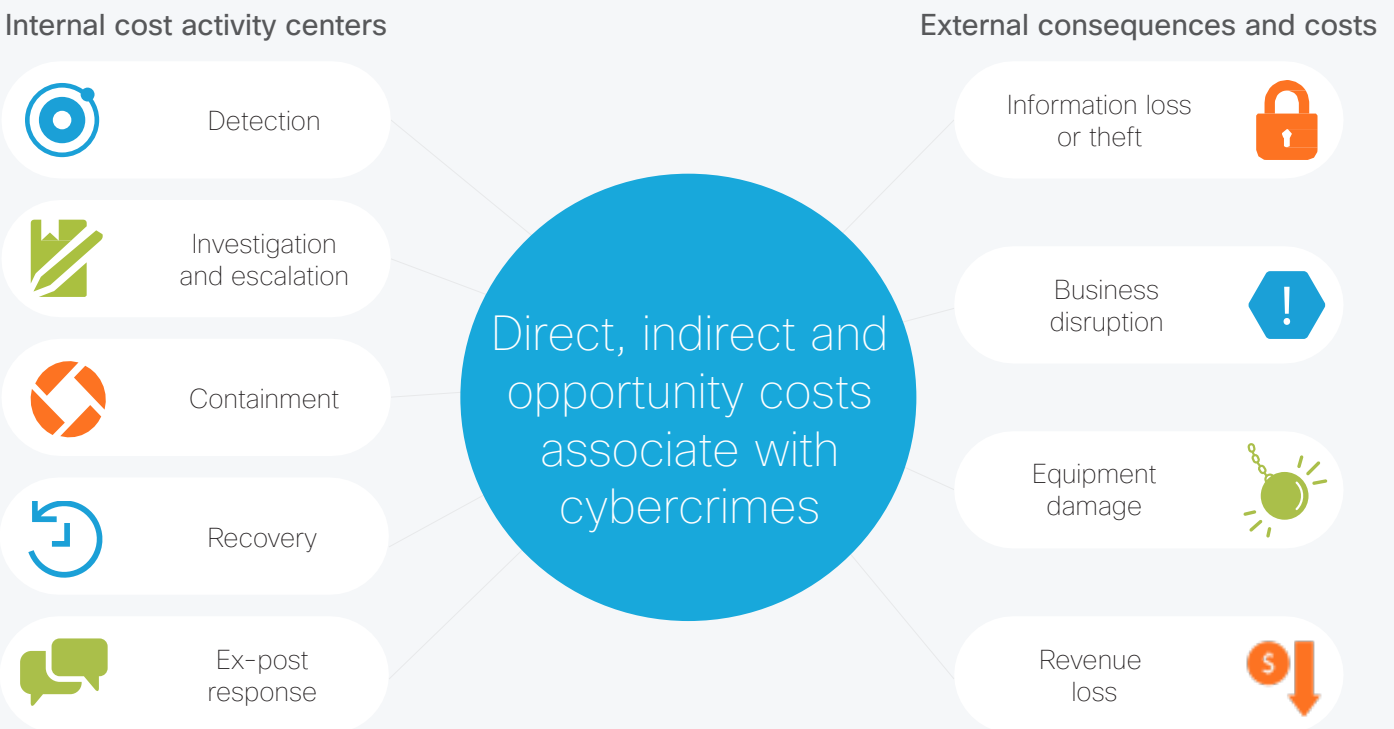 Internal cost activity centers
External consequences and costs
Detection
Investigation
and escalation
Containment
Recovery
Ex-post
response
Direct, indirect and
opportunity costs
associate with
cybercrimes
Information loss
or theft
Business
disruption
!
Equipment
damage
Revenue
loss
$